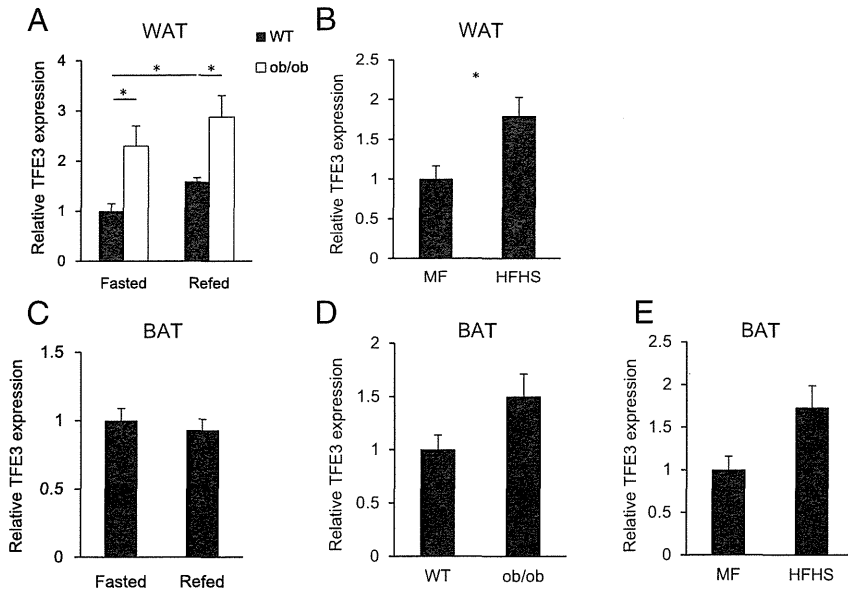 A
WAT
WT
ob/ob
Relative TFE3 expression
4
3
2
1
0
*
*
*
Fasted
Refed
B
WAT
Relative TFE3 expression
2.5
2
1.5
1
0.5
0
*
MF
HFHS
C
BAT
Relative TFE3 expression
1.5
1
0.5
0
Fasted
Refed
D
BAT
Relative TFE3 expression
2
1.5
1
0.5
0
WT
ob/ob
E
BAT
Relative TFE3 expression
2.5
2
1.5
1
0.5
0
MF
HFHS